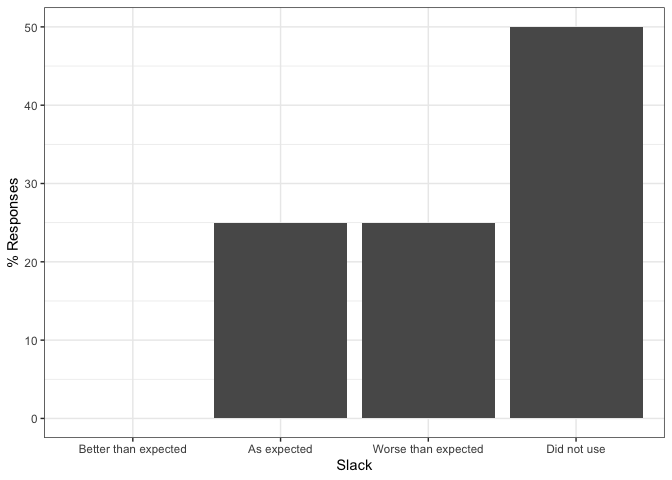 50
40
30
20
10
0
% Responses
Better than expected
As expected
Worse than expected
Did not use
Slack